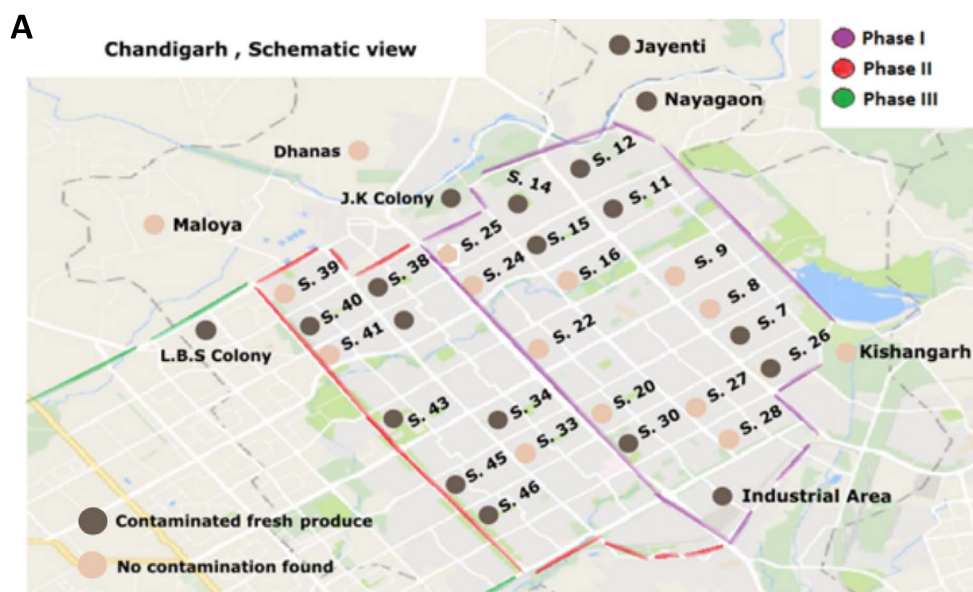 A
Chandigarh , Schematic view
Phase I
Phase II
Phase III
Jayenti
Nayagaon
Dhanas
J.K Colony
Maloya
S. 12
S. 14
S. 11
S. 15
S. 25
S. 24
S. 16
S. 9
S. 8
S. 7
S. 26
S. 39
S. 38
S. 40
S. 41
L.B.S Colony
S. 22
Kishangarh
S. 27
S. 20
S. 28
S. 30
S. 43
S. 34
S. 33
S. 45
S. 46
Industrial Area
Contaminated fresh produce
No contamination found